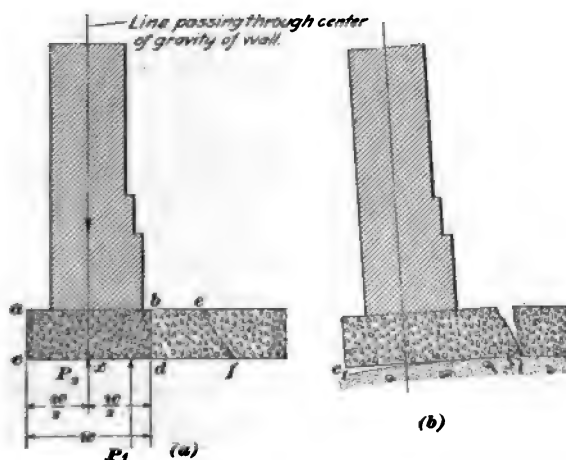 Line passing through center
of gravity of wall.
a
b
e
c
P₂
x
d
f
w/2
w/2
w
P₁
(a)
c₁
(b)